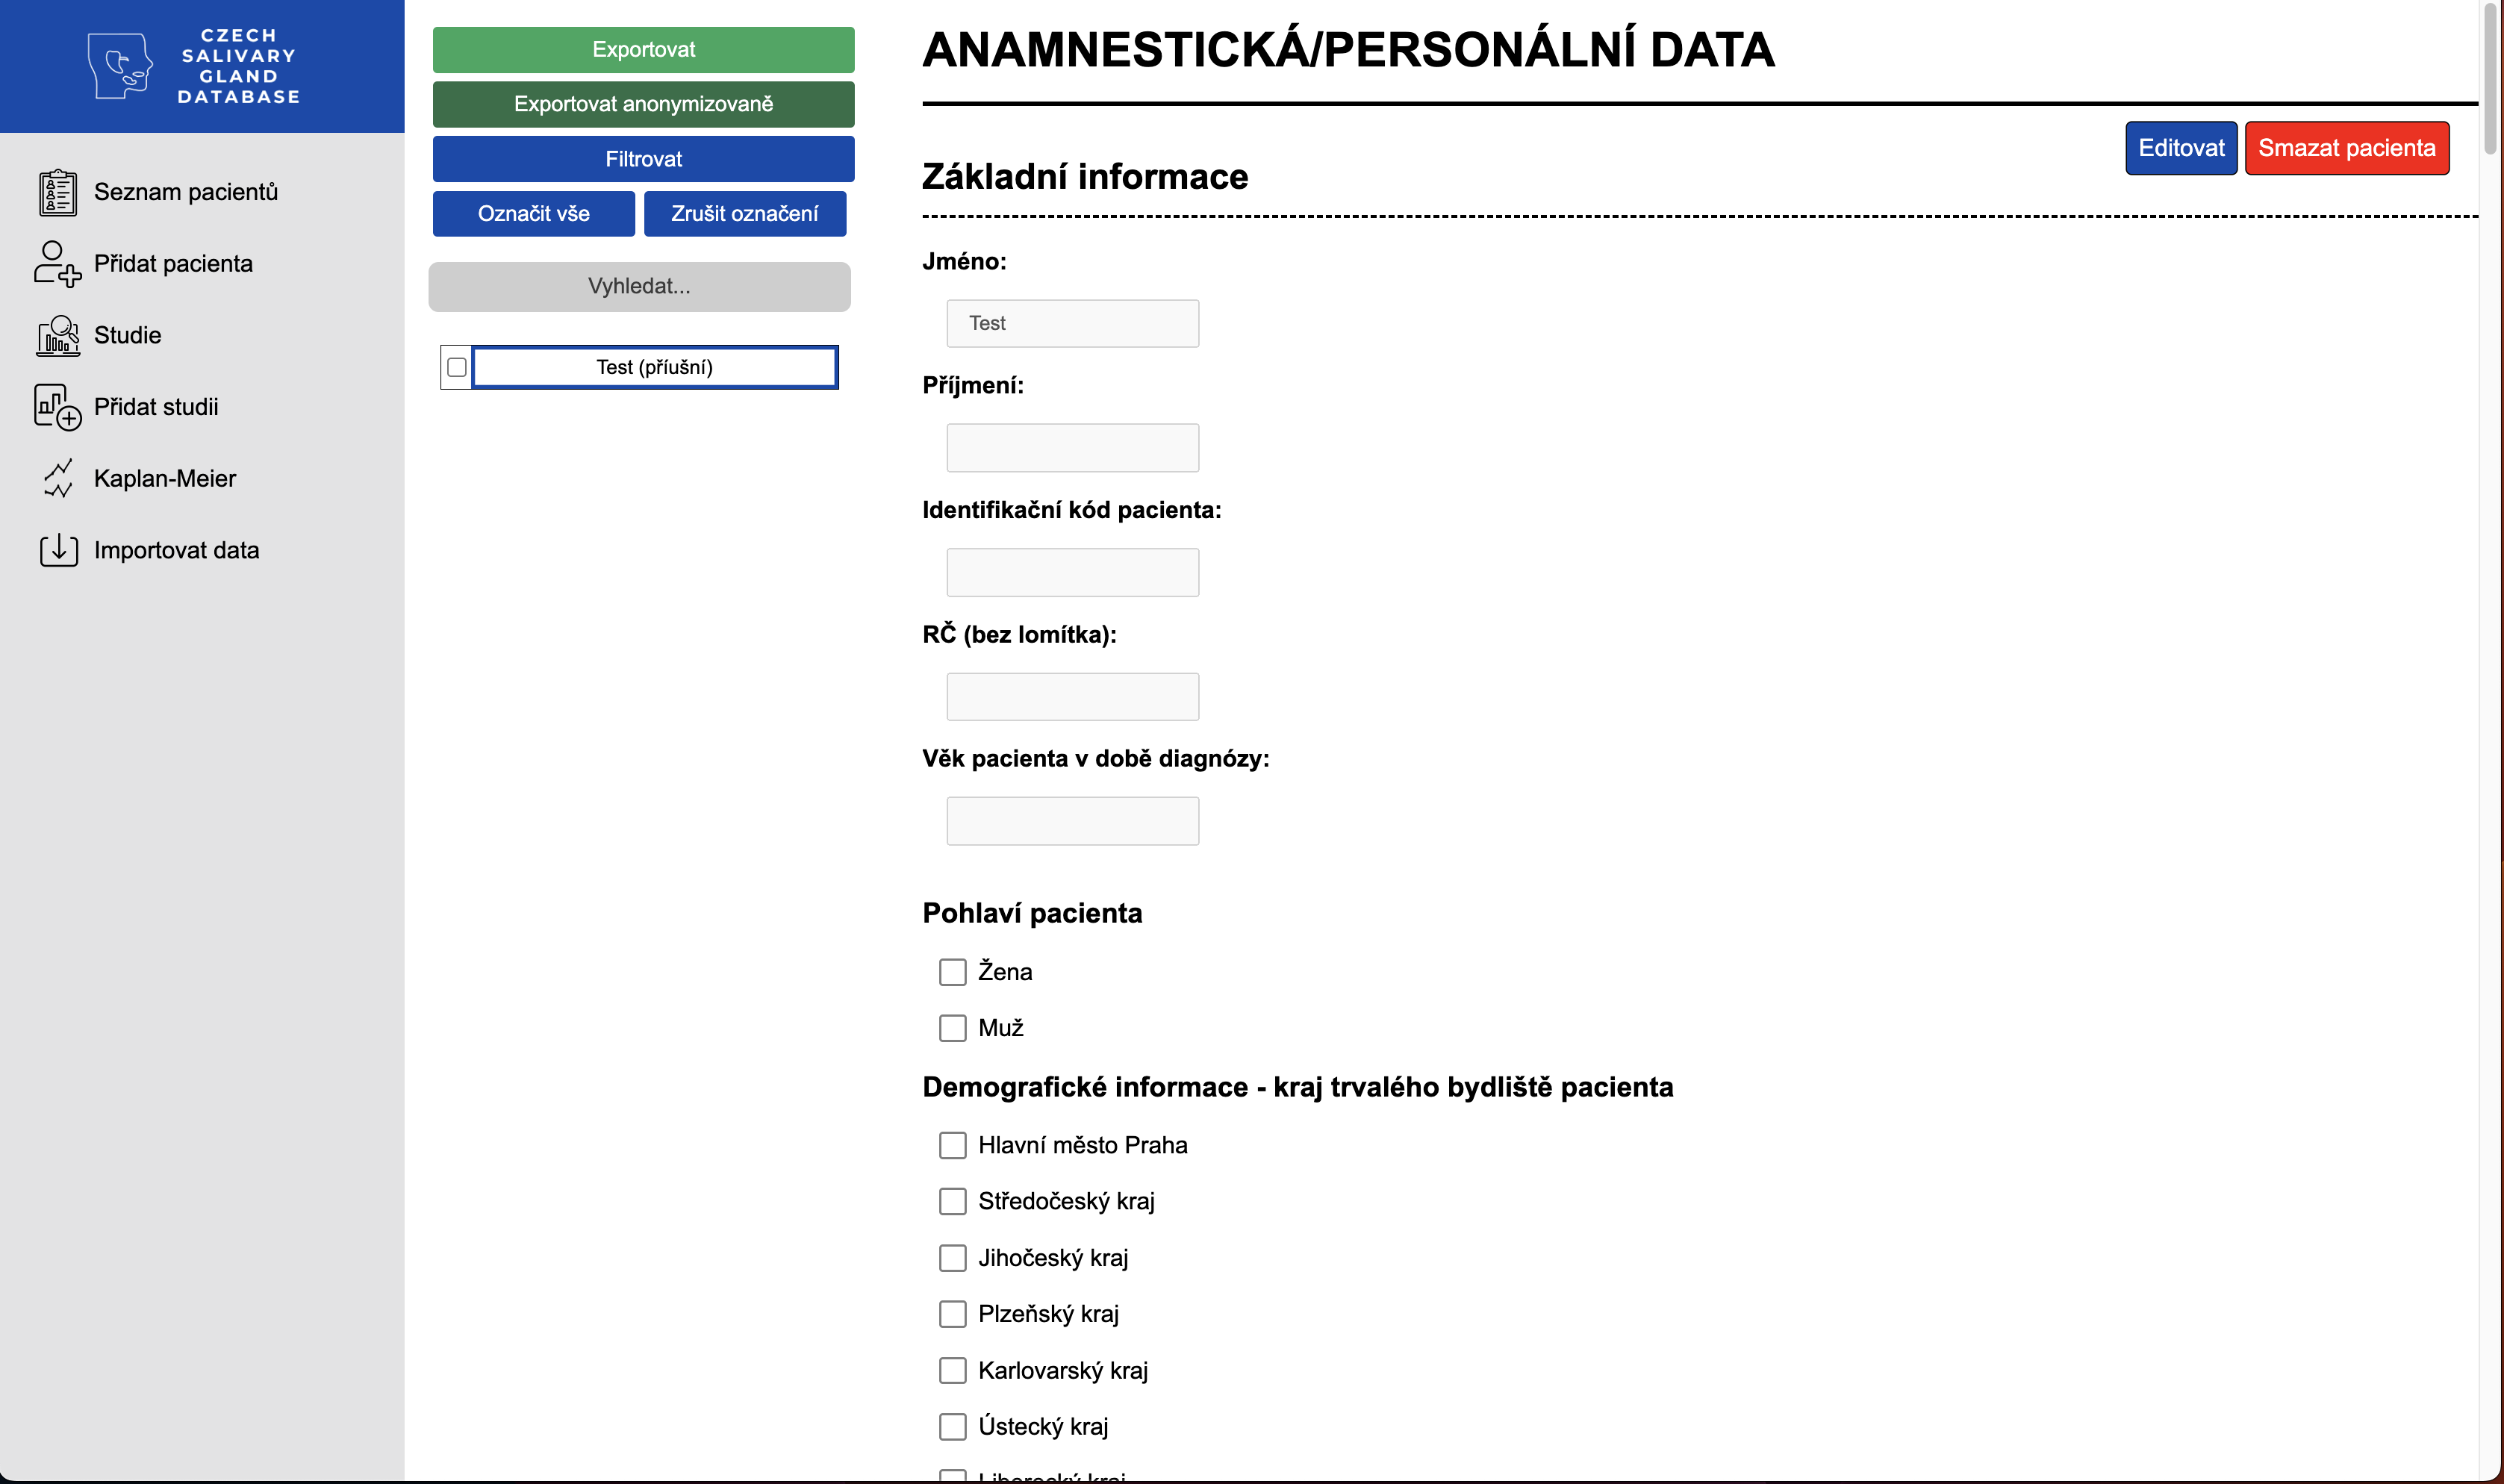 CZECH
SALIVARY
GLAND
DATABASE
Seznam pacientů
Přidat pacienta
Studie
Přidat studii
Kaplan-Meier
Importovat data
Exportovat
Exportovat anonymizovaně
Filtrovat
Označit vše
Zrušit označení
Vyhledat...
Test (příušní)
ANAMNESTICKÁ/PERSONÁLNÍ DATA
Editovat
Smazat pacienta
Základní informace
Jméno:
Test
Příjmení:
Identifikační kód pacienta:
RČ (bez lomítka):
Věk pacienta v době diagnózy:
Pohlaví pacienta
Žena
Muž
Demografické informace - kraj trvalého bydliště pacienta
Hlavní město Praha
Středočeský kraj
Jihočeský kraj
Plzeňský kraj
Karlovarský kraj
Ústecký kraj
Liberecký kraj